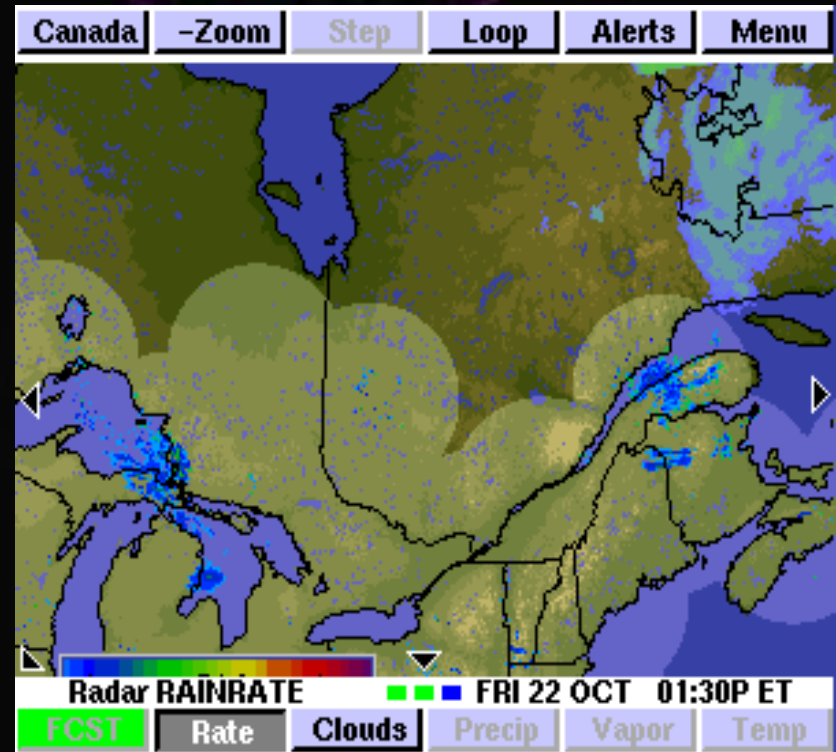 Canada -Zoom Step Loop Alerts Menu
Radar RAINRATE FRI 22 OCT 01:30P ET
FCST Rate Clouds Precip Vapor Temp